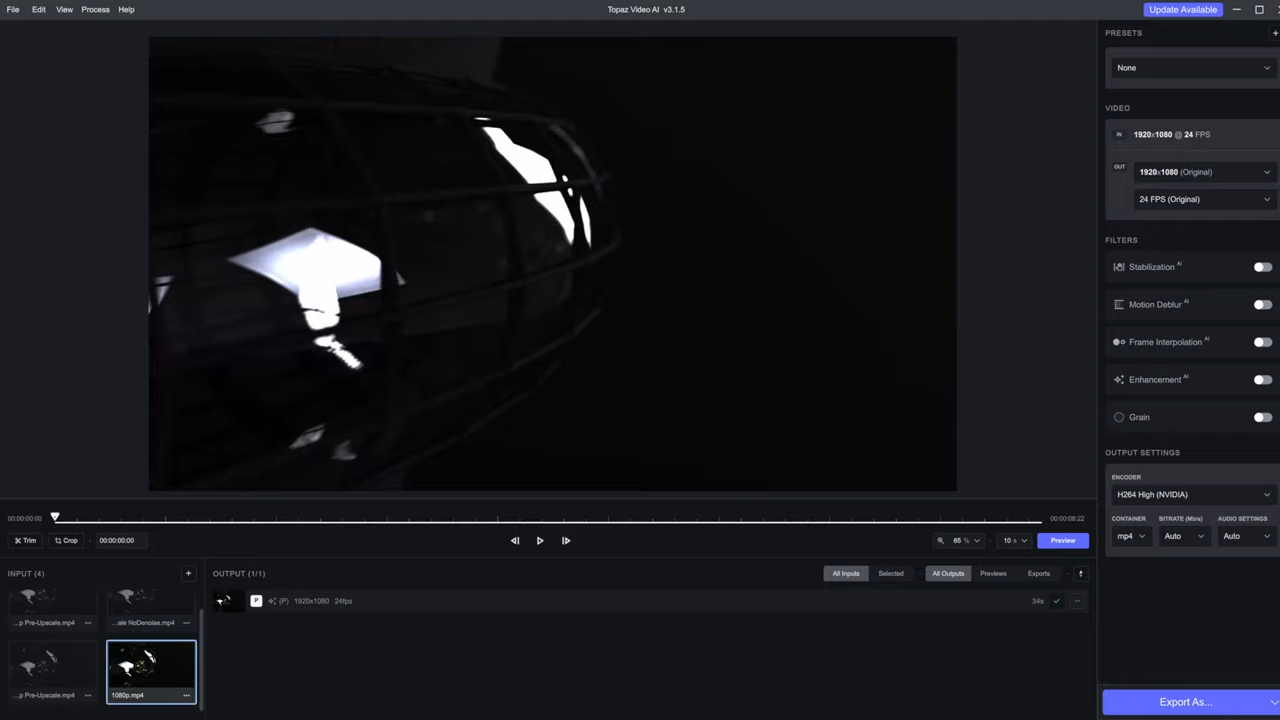 File Edit View Process Help
Topaz Video AI v3.1.5
Update Available
PRESETS
None
VIDEO
IN 1920x1080 @ 24 FPS
OUT 1920x1080 (Original)
24 FPS (Original)
FILTERS
Stabilization AI
Motion Deblur AI
Frame Interpolation AI
Enhancement AI
Grain
OUTPUT SETTINGS
ENCODER
H264 High (NVIDIA)
CONTAINER BITRATE (Mb/s) AUDIO SETTINGS
mp4 Auto Auto
Export As...
00:00:00:00 00:00:08:22
Trim Crop 00:00:00:00 65 % 10 s Preview
INPUT (4)
OUTPUT (1/1) All Inputs Selected All Outputs Previews Exports
P (P) 1920x1080 24fps 34s
...p Pre-Upscale.mp4 ...ale NoDenoise.mp4
...p Pre-Upscale.mp4 1080p.mp4